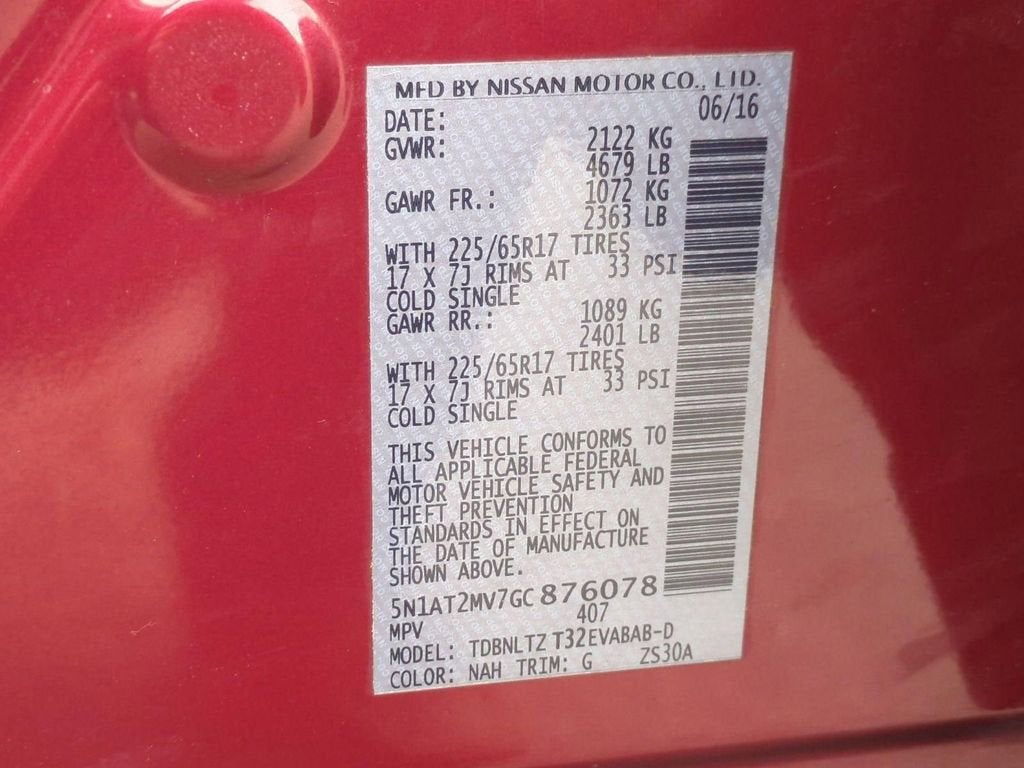 MFD BY NISSAN MOTOR CO., LTD.
DATE: 06/16
GVWR: 2122 KG
4679 LB
GAWR FR.: 1072 KG
2363 LB
WITH 225/65R17 TIRES
17 X 7J RIMS AT 33 PSI
COLD SINGLE
GAWR RR.: 1089 KG
2401 LB
WITH 225/65R17 TIRES
17 X 7J RIMS AT 33 PSI
COLD SINGLE
THIS VEHICLE CONFORMS TO
ALL APPLICABLE FEDERAL
MOTOR VEHICLE SAFETY AND
THEFT PREVENTION
STANDARDS IN EFFECT ON
THE DATE OF MANUFACTURE
SHOWN ABOVE.
5N1AT2MV7GC876078
MPV 407
MODEL: TDBNLTZ T32EVABAB-D
COLOR: NAH TRIM: G ZS30A